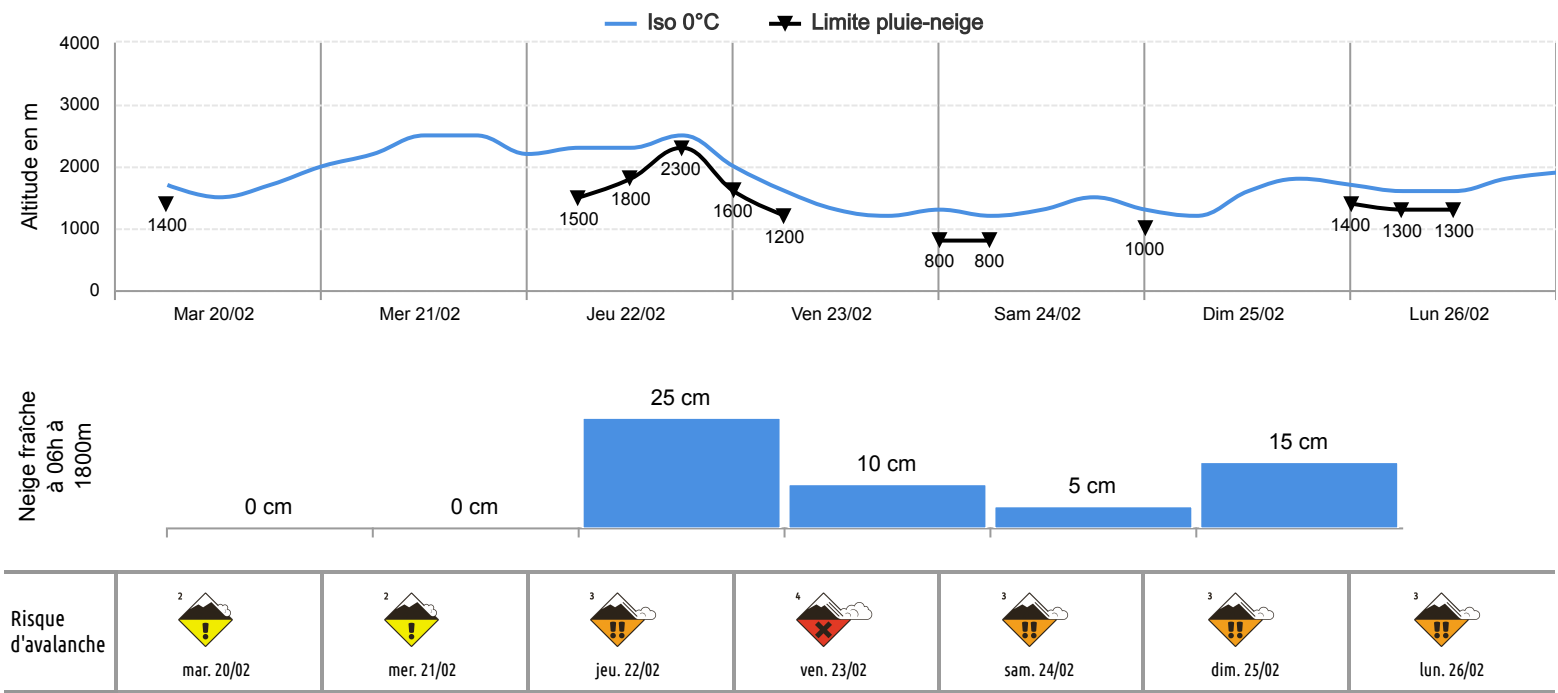 Iso 0°C Limite pluie-neige
Altitude en m
4000
3000
2000
1000
0
1400
1500
1800
2300
1600
1200
800
800
1000
1400
1300
1300
Mar 20/02 Mer 21/02 Jeu 22/02 Ven 23/02 Sam 24/02 Dim 25/02 Lun 26/02
Neige fraîche
à 06h à
1800m
0 cm 0 cm 25 cm 10 cm 5 cm 15 cm
Risque
d'avalanche
2 2 3 4 3 3 3
! ! !! !! !! !!
mar. 20/02 mer. 21/02 jeu. 22/02 ven. 23/02 sam. 24/02 dim. 25/02 lun. 26/02